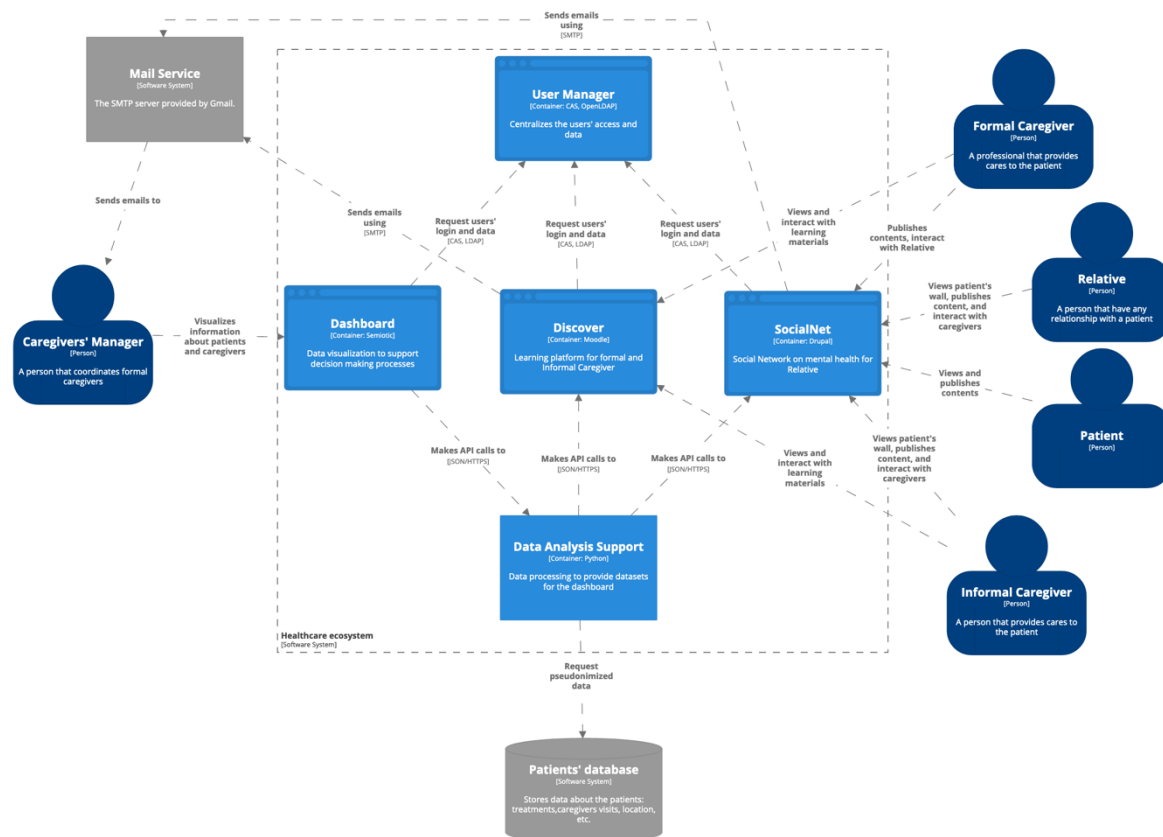 Sends emails
using
[SMTP]
Mail Service
[Software System]
The SMTP server provided by Gmail.
User Manager
[Container: CAS, OpenLDAP]
Centralizes the users' access and
data
Formal Caregiver
[Person]
A professional that provides
cares to the patient
Sends emails to
Sends emails
using
[SMTP]
Request users'
login and data
[CAS, LDAP]
Request users'
login and data
[CAS, LDAP]
Request users'
login and data
[CAS, LDAP]
Views and
interact with
learning
materials
Publishes
contents, interact
with Relative
Relative
[Person]
A person that have any
relationship with a patient
Caregivers' Manager
[Person]
A person that coordinates formal
caregivers
Visualizes
information
about patients
and caregivers
Dashboard
[Container: Semiotic]
Data visualization to support
decision making processes
Discover
[Container: Moodle]
Learning platform for formal and
Informal Caregiver
SocialNet
[Container: Drupal]
Social Network on mental health for
Relative
Views patient's
wall, publishes
content, and
interact with
caregivers
Views and
publishes
contents
Patient
[Person]
Makes API calls to
[JSON/HTTPS]
Makes API calls to
[JSON/HTTPS]
Makes API calls to
[JSON/HTTPS]
Views and
interact with
learning
materials
Views patient's
wall, publishes
content, and
interact with
caregivers
Data Analysis Support
[Container: Python]
Data processing to provide datasets
for the dashboard
Informal Caregiver
[Person]
A person that provides cares to
the patient
Healthcare ecosystem
[Software System]
Request
pseudonimized
data
Patients' database
[Software System]
Stores data about the patients:
treatments,caregivers visits, location,
etc.